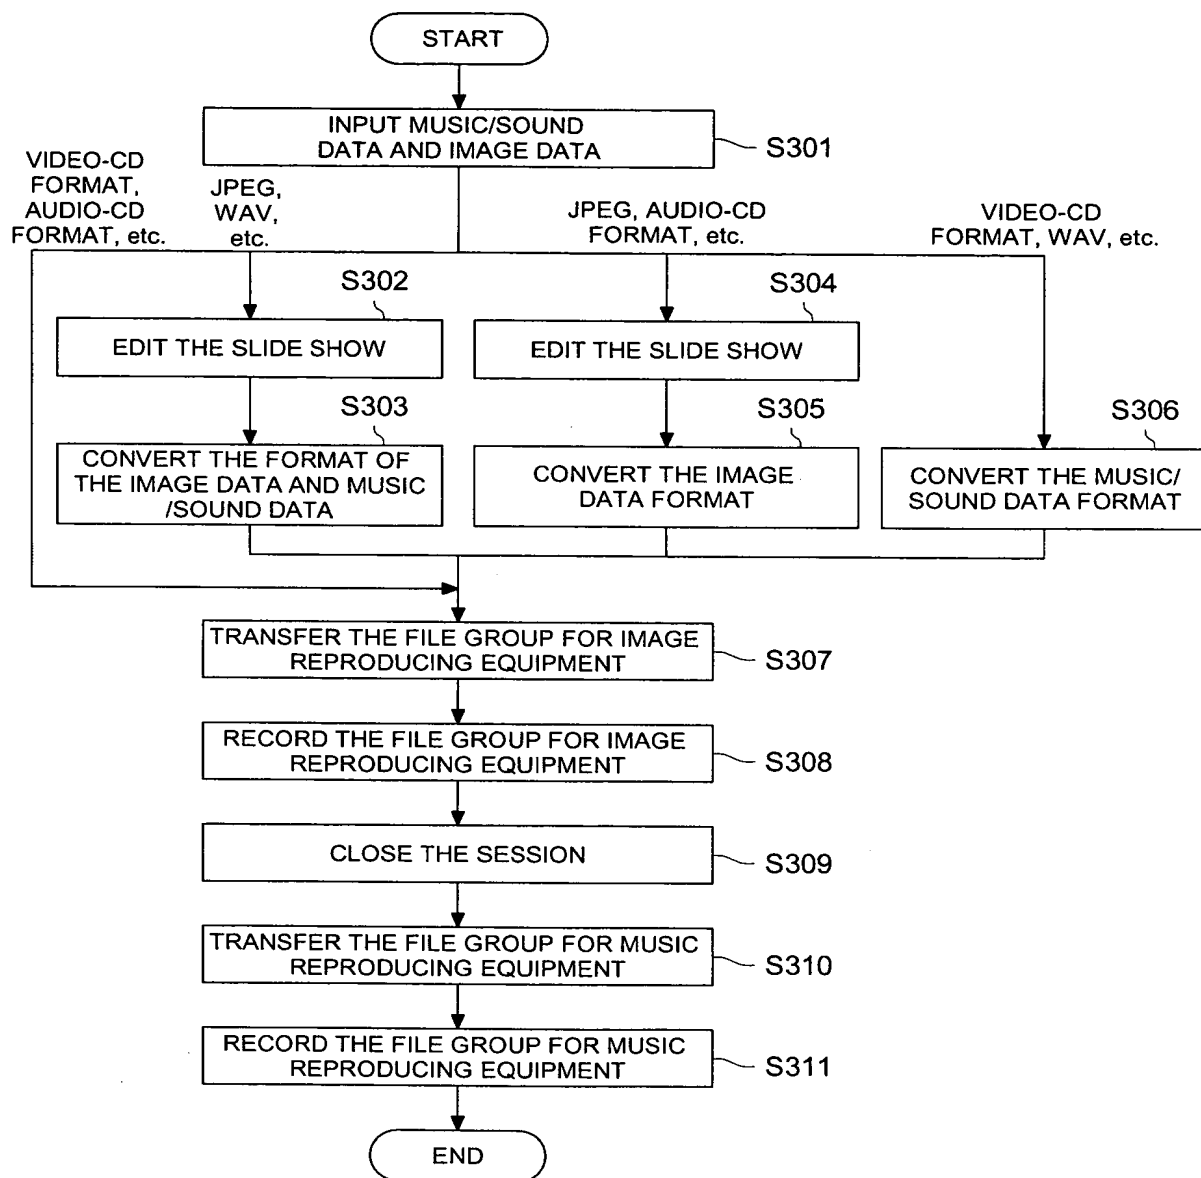 START
INPUT MUSIC/SOUND
DATA AND IMAGE DATA
S301
VIDEO-CD
FORMAT,
AUDIO-CD
FORMAT, etc.
JPEG,
WAV,
etc.
JPEG, AUDIO-CD
FORMAT, etc.
VIDEO-CD
FORMAT, WAV, etc.
S302
EDIT THE SLIDE SHOW
S304
EDIT THE SLIDE SHOW
S303
CONVERT THE FORMAT OF
THE IMAGE DATA AND MUSIC
/SOUND DATA
S305
CONVERT THE IMAGE
DATA FORMAT
S306
CONVERT THE MUSIC/
SOUND DATA FORMAT
TRANSFER THE FILE GROUP FOR IMAGE
REPRODUCING EQUIPMENT
S307
RECORD THE FILE GROUP FOR IMAGE
REPRODUCING EQUIPMENT
S308
CLOSE THE SESSION
S309
TRANSFER THE FILE GROUP FOR MUSIC
REPRODUCING EQUIPMENT
S310
RECORD THE FILE GROUP FOR MUSIC
REPRODUCING EQUIPMENT
S311
END